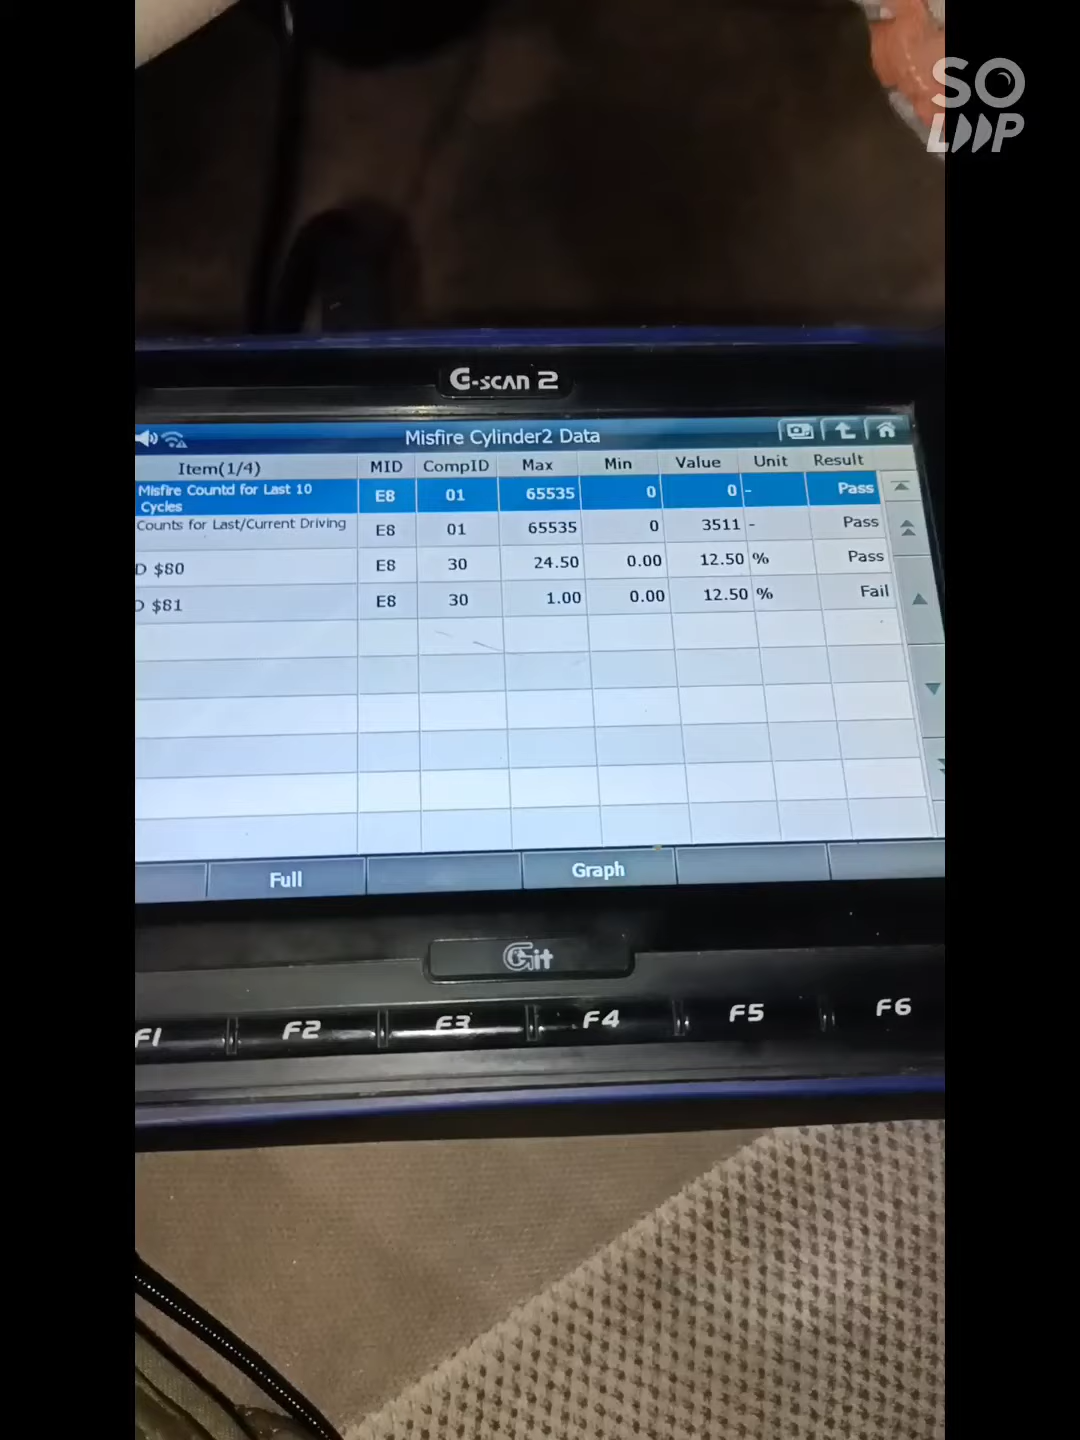 SO
LOOP
G-scan 2
Misfire Cylinder2 Data
Item(1/4) MID CompID Max Min Value Unit Result
Misfire Countd for Last 10 Cycles E8 01 65535 0 0 - Pass
Counts for Last/Current Driving E8 01 65535 0 3511 - Pass
D $80 E8 30 24.50 0.00 12.50 % Pass
D $81 E8 30 1.00 0.00 12.50 % Fail
Full Graph
Git
F1 F2 F3 F4 F5 F6